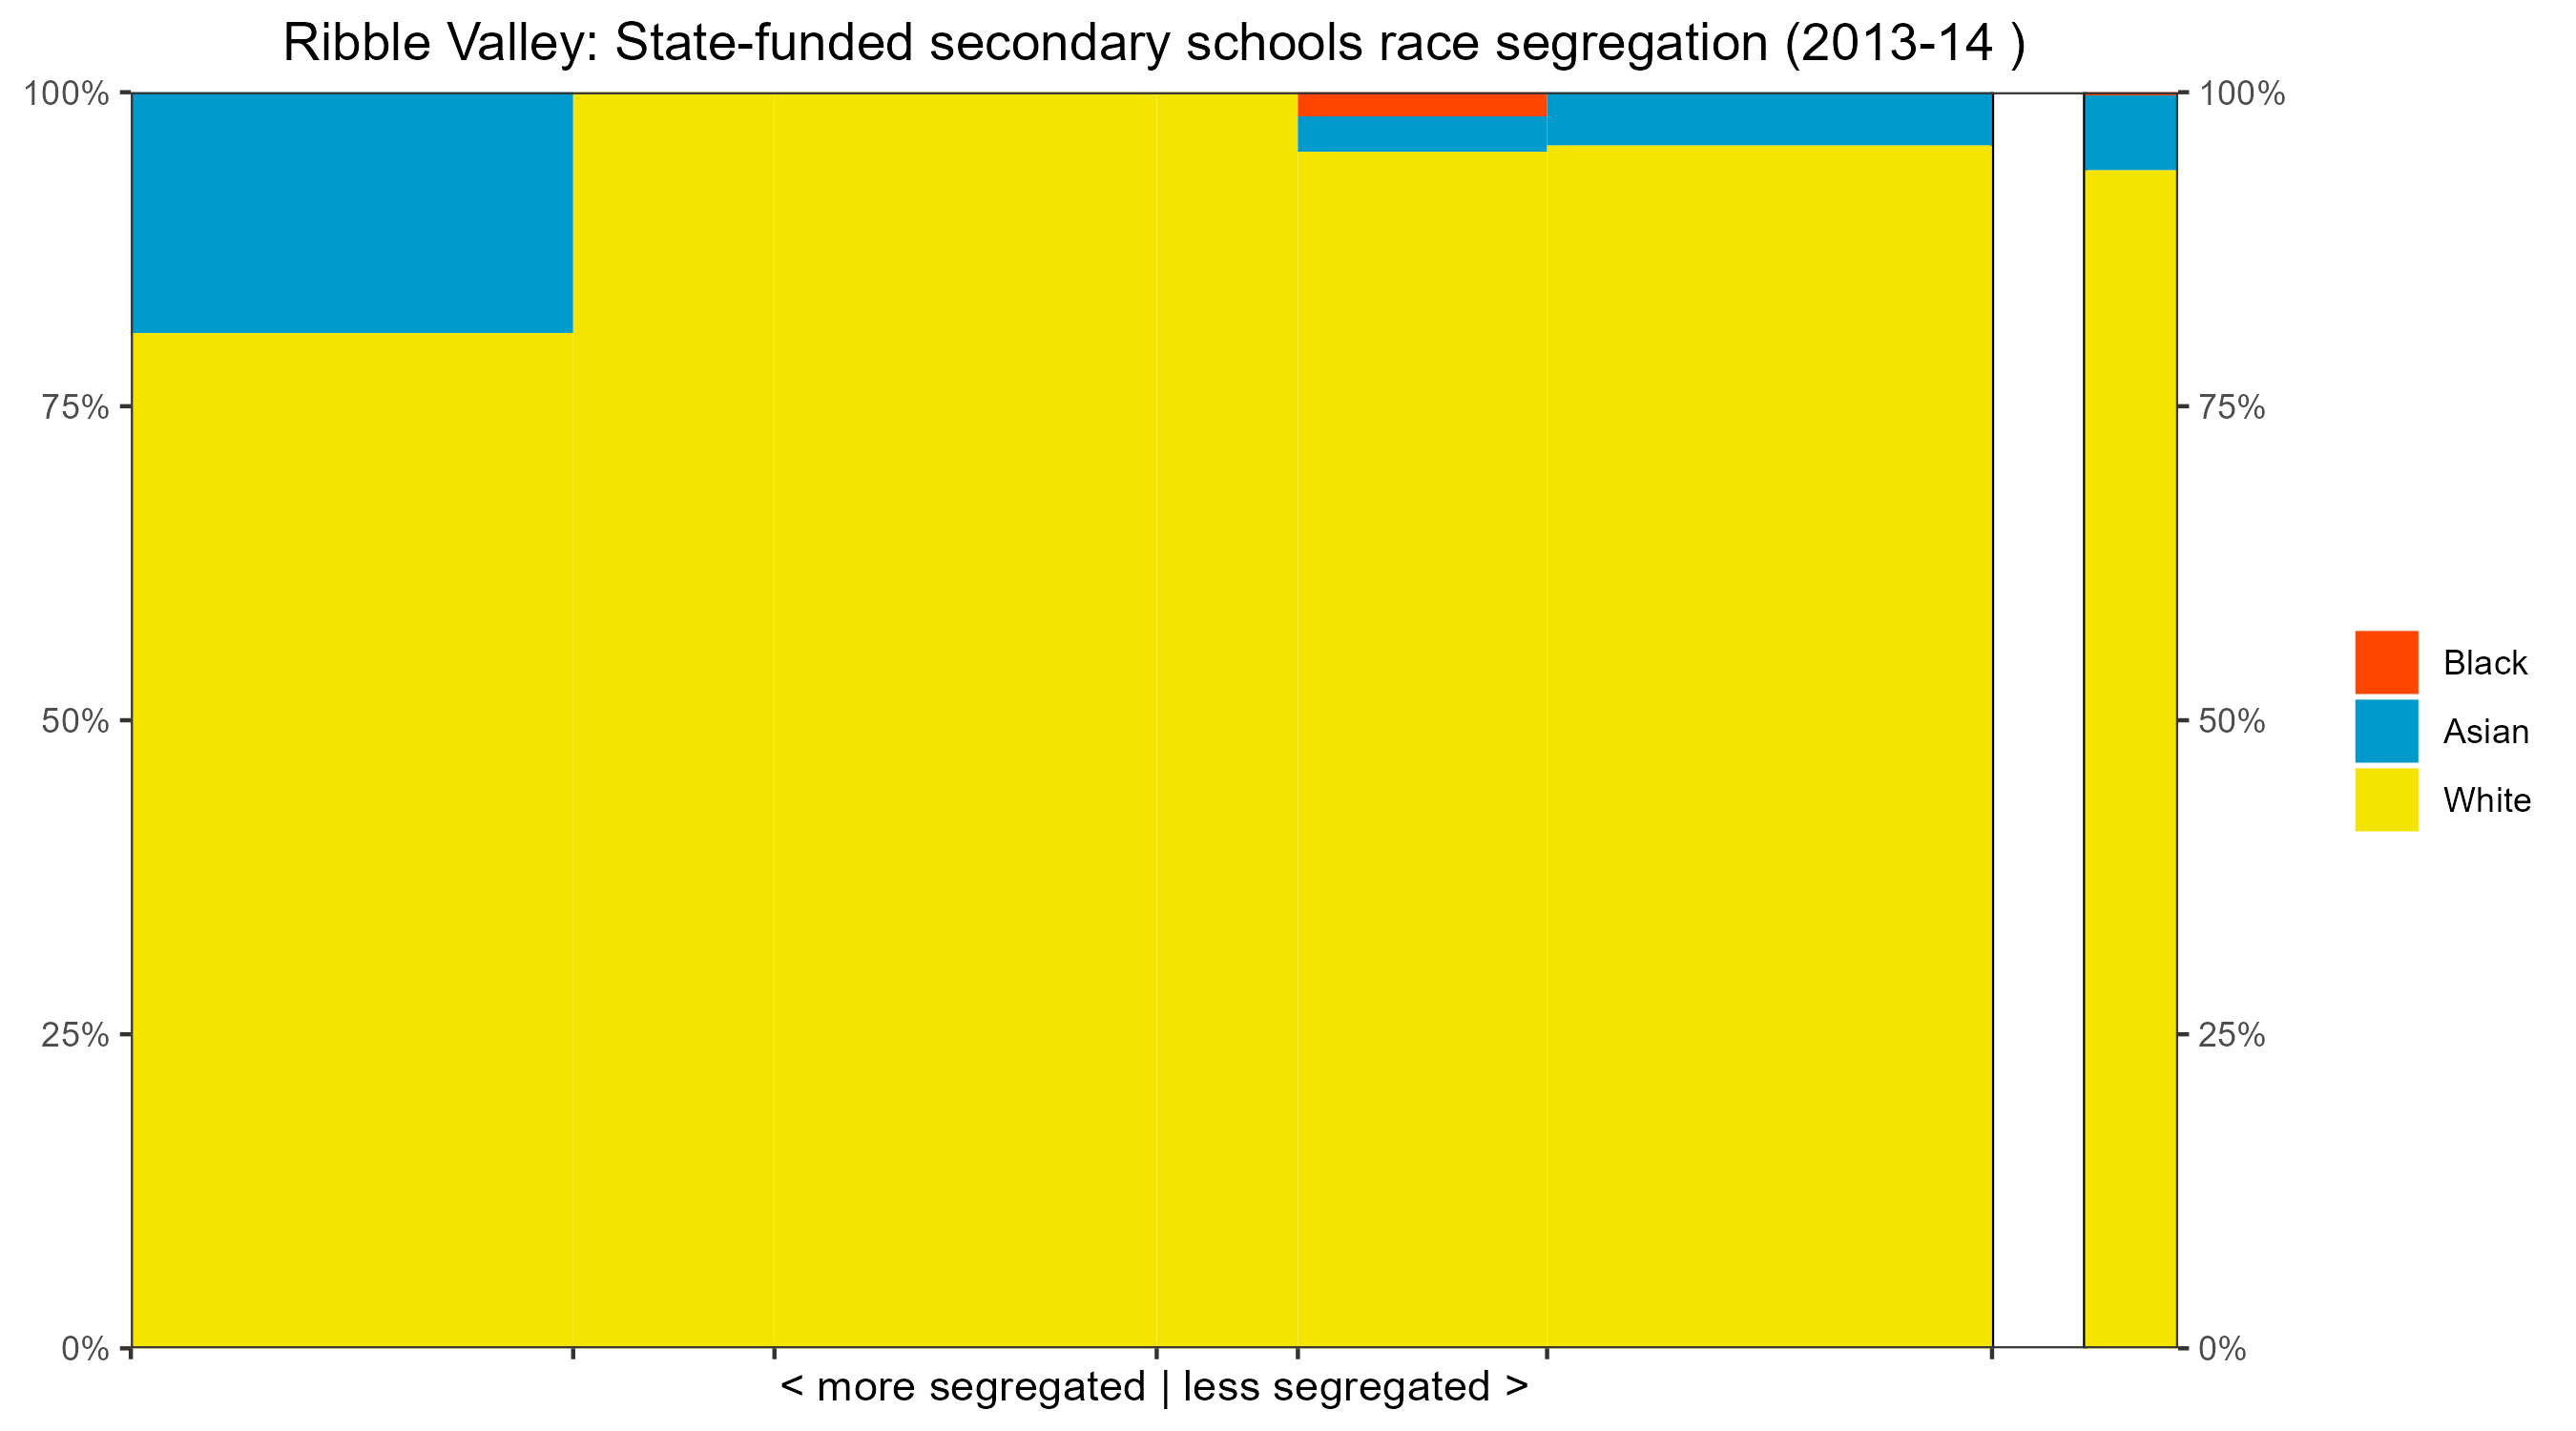 Ribble Valley: State-funded secondary schools race segregation (2013-14 )
100%
75%
50%
25%
0%
100%
75%
50%
25%
0%
Black
Asian
White
< more segregated | less segregated >